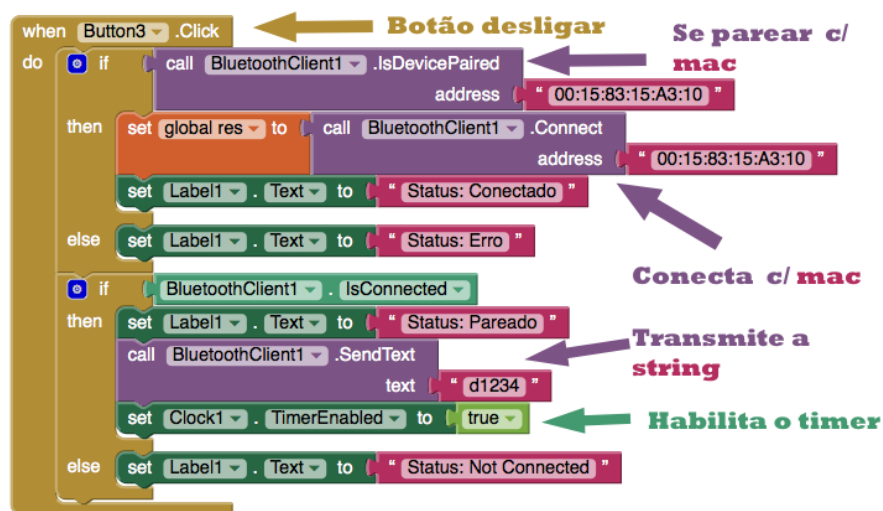 when Button3 .Click
Botão desligar
do if call BluetoothClient1 .IsDevicePaired
Se parear c/
mac
address " 00:15:83:15:A3:10 "
then set global res to call BluetoothClient1 .Connect
address " 00:15:83:15:A3:10 "
set Label1 . Text to " Status: Conectado "
else set Label1 . Text to " Status: Erro "
Conecta c/ mac
if BluetoothClient1 . IsConnected
then set Label1 . Text to " Status: Pareado "
call BluetoothClient1 .SendText
Transmite a
string
text " d1234 "
set Clock1 . TimerEnabled to true
Habilita o timer
else set Label1 . Text to " Status: Not Connected "